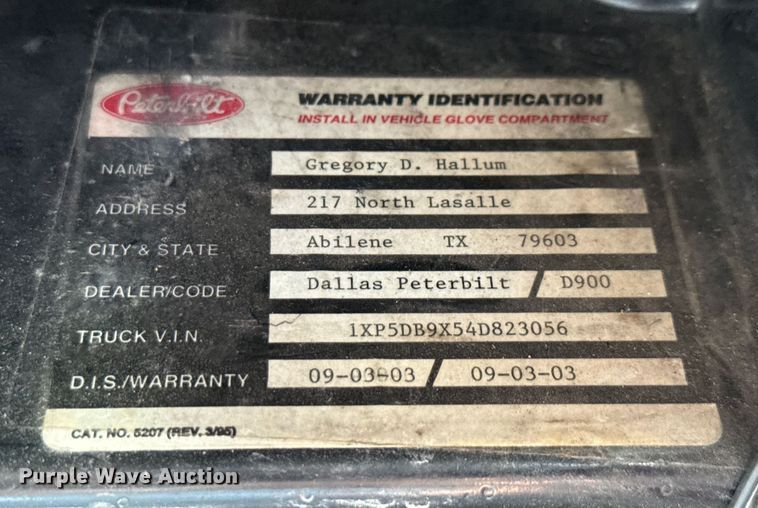 Peterbilt
WARRANTY IDENTIFICATION
INSTALL IN VEHICLE GLOVE COMPARTMENT
NAME Gregory D. Hallum
ADDRESS 217 North Lasalle
CITY & STATE Abilene TX 79603
DEALER/CODE Dallas Peterbilt / D900
TRUCK V.I.N. 1XP5DB9X54D823056
D.I.S./WARRANTY 09-03-03 / 09-03-03
CAT. NO. 5207 (REV. 3/95)
Purple Wave Auction